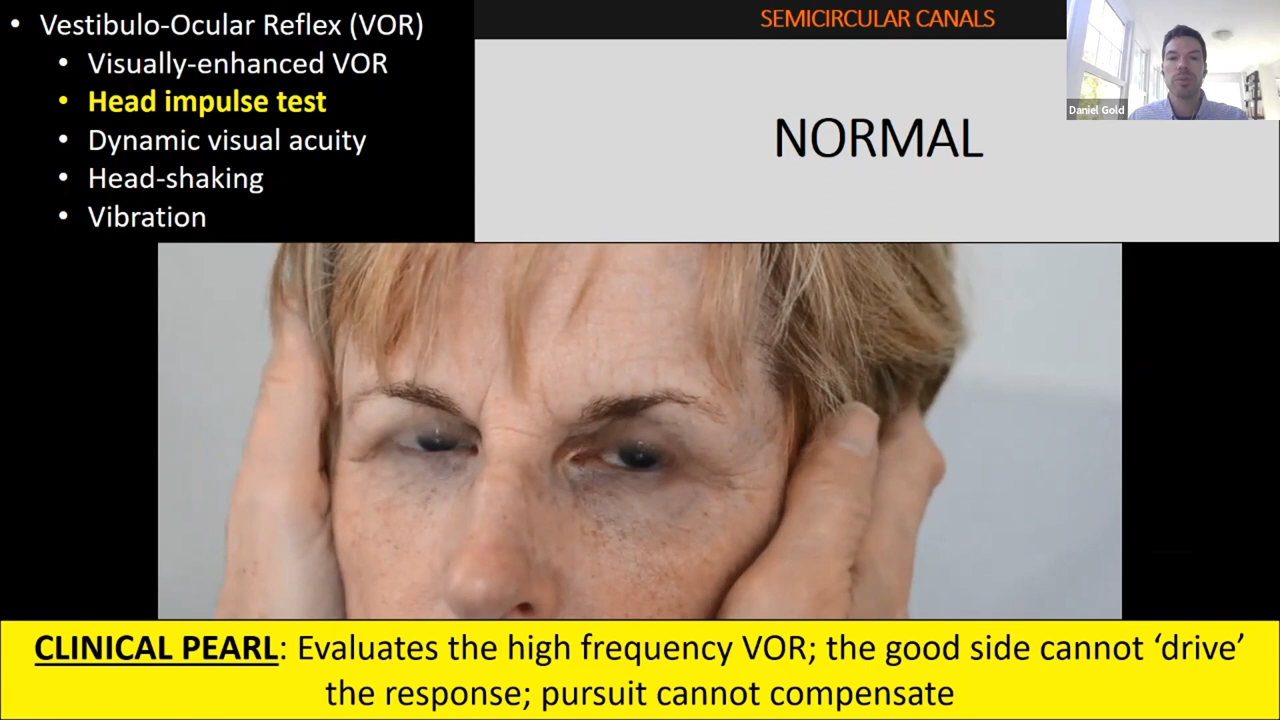 • Vestibulo-Ocular Reflex (VOR)
• Visually-enhanced VOR
• Head impulse test
• Dynamic visual acuity
• Head-shaking
• Vibration
SEMICIRCULAR CANALS
NORMAL
Daniel Gold
CLINICAL PEARL: Evaluates the high frequency VOR; the good side cannot ‘drive’
the response; pursuit cannot compensate